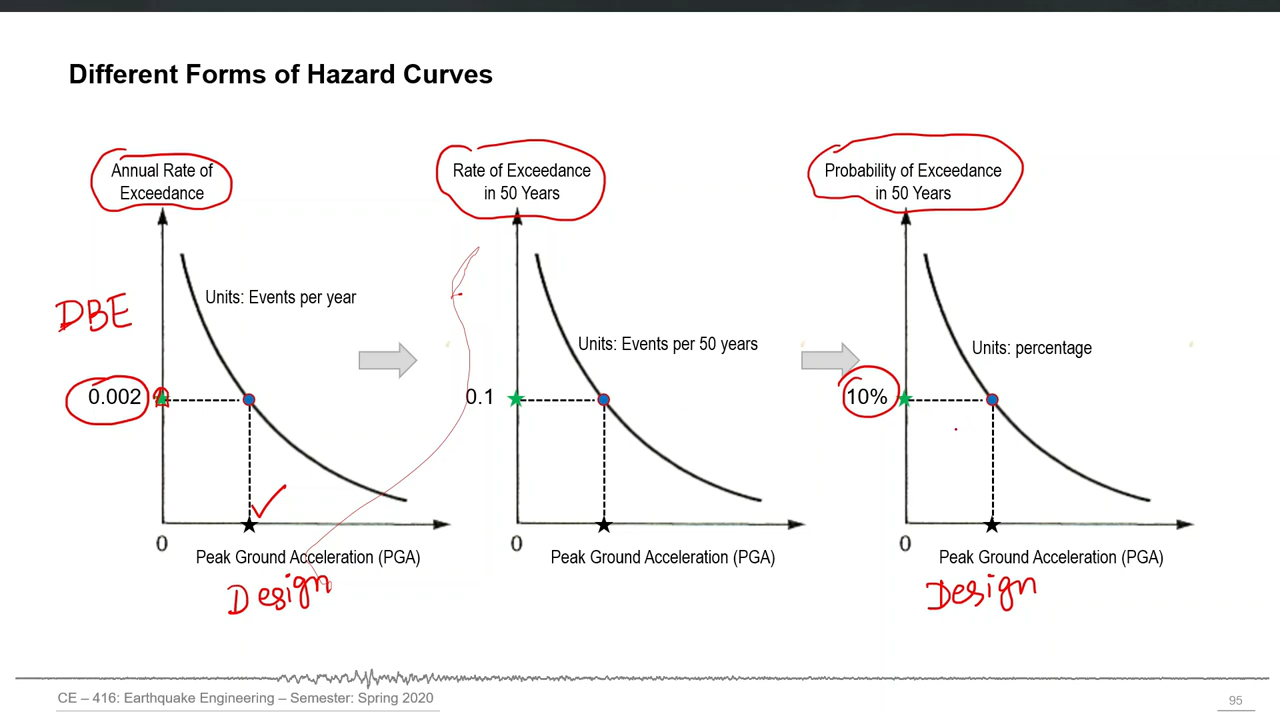 Different Forms of Hazard Curves
Annual Rate of
Exceedance
Units: Events per year
DBE
0.002
0
Peak Ground Acceleration (PGA)
Design
Rate of Exceedance
in 50 Years
Units: Events per 50 years
0.1
0
Peak Ground Acceleration (PGA)
Probability of Exceedance
in 50 Years
Units: percentage
10%
0
Peak Ground Acceleration (PGA)
Design
CE – 416: Earthquake Engineering – Semester: Spring 2020
95